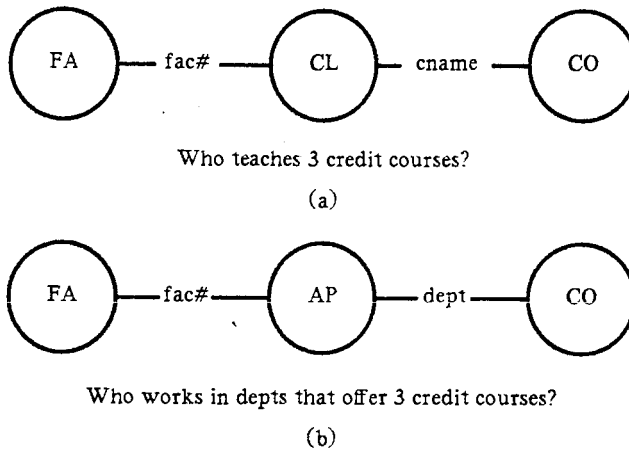 FA fac# CL cname CO
Who teaches 3 credit courses?
(a)
FA fac# AP dept CO
Who works in depts that offer 3 credit courses?
(b)